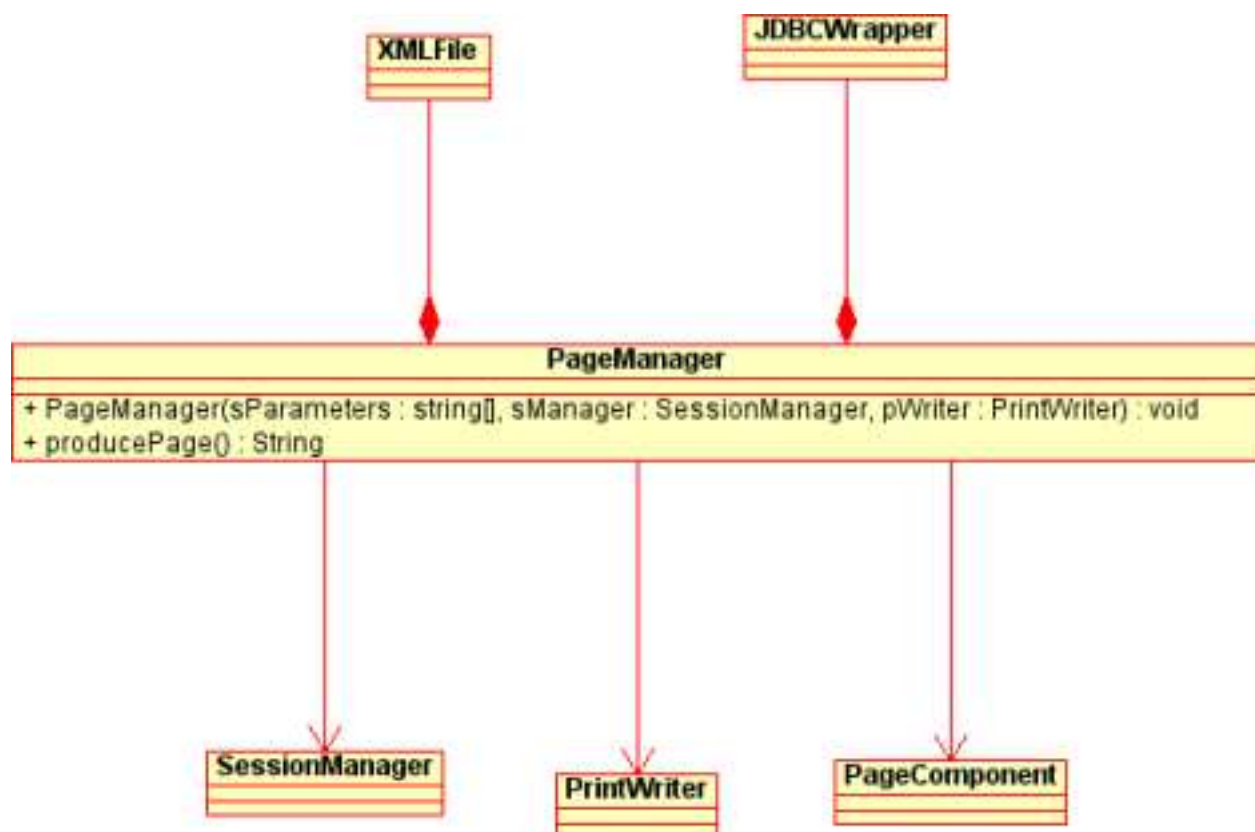 XMLFile
JDBCWrapper
PageManager
+ PageManager(sParameters : string[], sManager : SessionManager, pWriter : PrintWriter) : void
+ producePage() : String
SessionManager
PrintWriter
PageComponent